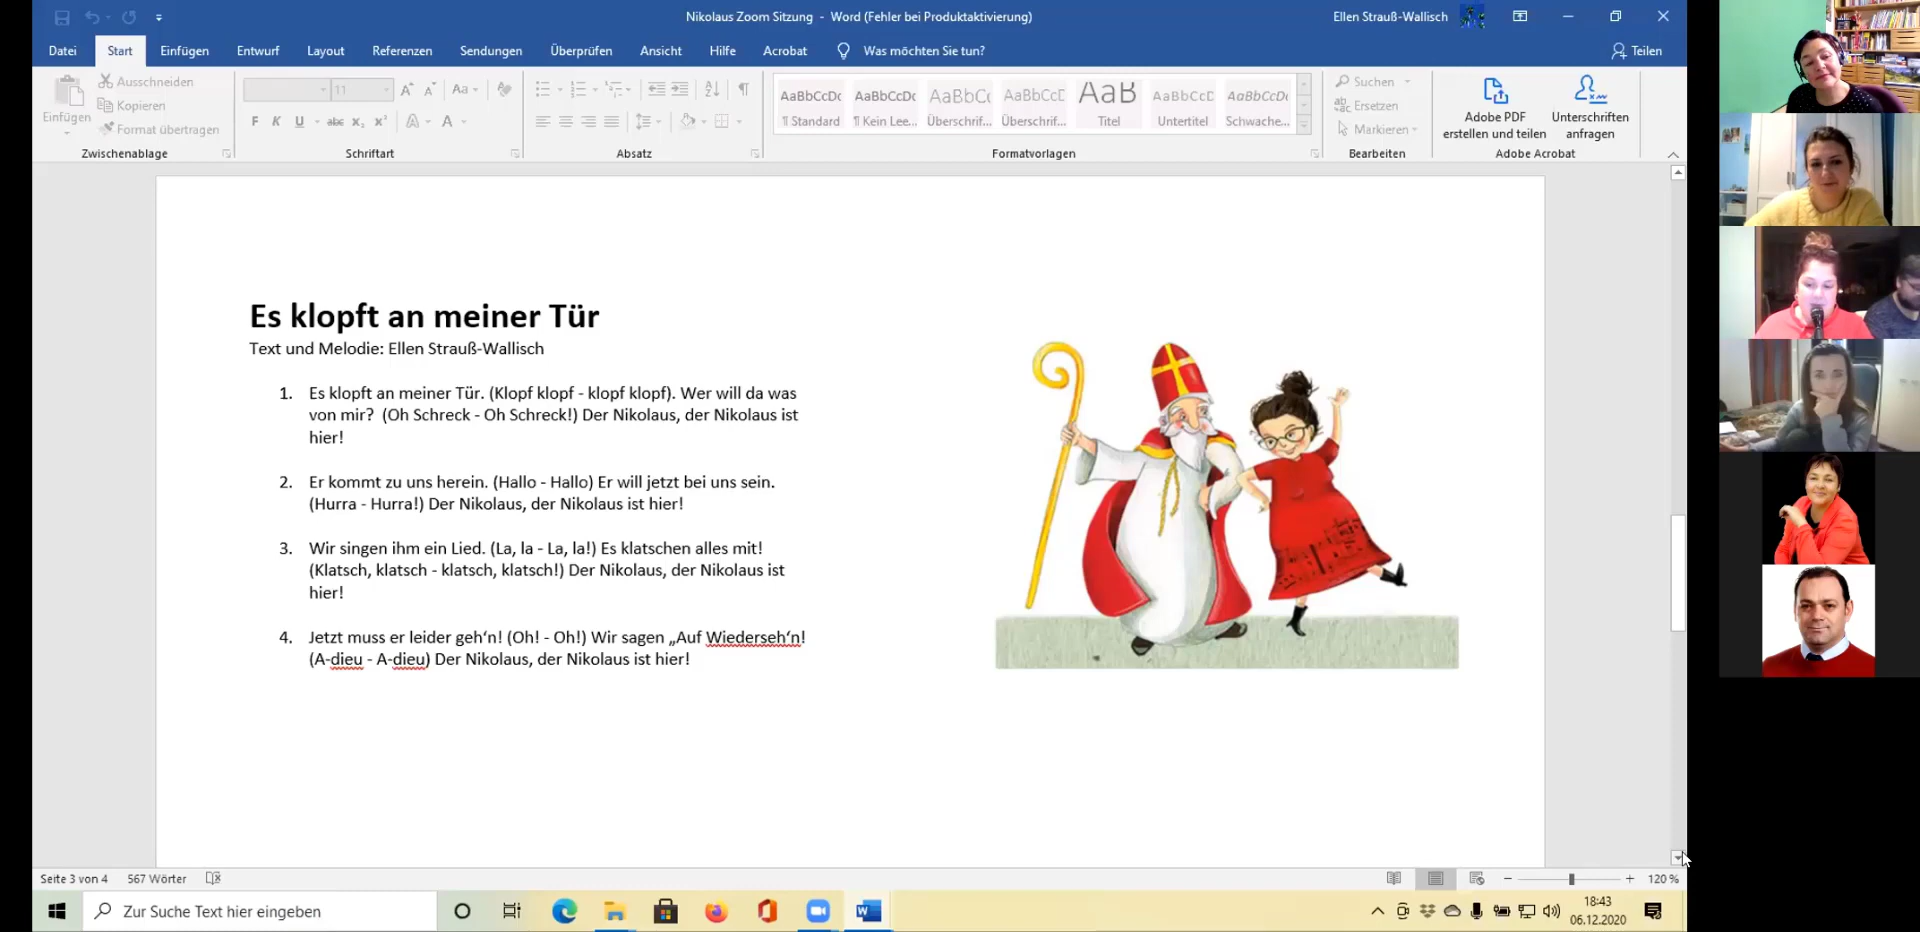 Nikolaus Zoom Sitzung - Word (Fehler bei Produktaktivierung)
Ellen Strauß-Wallisch
Datei Start Einfügen Entwurf Layout Referenzen Sendungen Überprüfen Ansicht Hilfe Acrobat Was möchten Sie tun? Teilen
Einfügen
Ausschneiden
Kopieren
Format übertragen
Zwischenablage
11
Aa
F K U abc x₂ x² A A
Schriftart
Absatz
AaBbCcDc AaBbCcDc AaBbCc AaBbCcD AaB AaBbCcD AaBbCcDc
¶ Standard ¶ Kein Lee... Überschrif... Überschrif... Titel Untertitel Schwache...
Formatvorlagen
Suchen
Ersetzen
Markieren
Bearbeiten
Adobe PDF
erstellen und teilen
Unterschriften
anfragen
Adobe Acrobat
Es klopft an meiner Tür
Text und Melodie: Ellen Strauß-Wallisch
1. Es klopft an meiner Tür. (Klopf klopf - klopf klopf). Wer will da was
von mir? (Oh Schreck - Oh Schreck!) Der Nikolaus, der Nikolaus ist
hier!
2. Er kommt zu uns herein. (Hallo - Hallo) Er will jetzt bei uns sein.
(Hurra - Hurra!) Der Nikolaus, der Nikolaus ist hier!
3. Wir singen ihm ein Lied. (La, la - La, la!) Es klatschen alles mit!
(Klatsch, klatsch - klatsch, klatsch!) Der Nikolaus, der Nikolaus ist
hier!
4. Jetzt muss er leider geh‘n! (Oh! - Oh!) Wir sagen „Auf Wiederseh‘n!
(A-dieu - A-dieu) Der Nikolaus, der Nikolaus ist hier!
Seite 3 von 4 567 Wörter
120 %
Zur Suche Text hier eingeben
18:43
06.12.2020